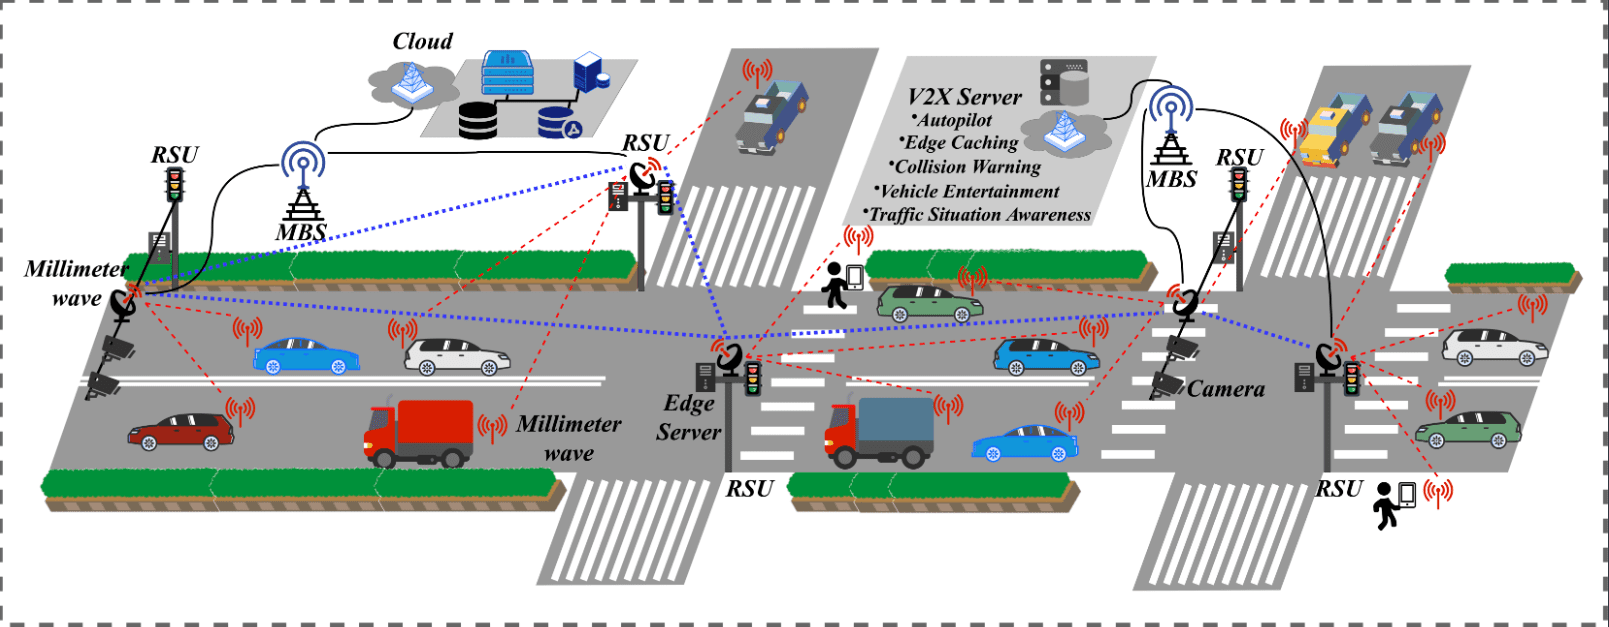 Cloud
V2X Server
•Autopilot
•Edge Caching
•Collision Warning
•Vehicle Entertainment
•Traffic Situation Awareness
RSU
RSU
MBS
MBS
RSU
Millimeter
wave
Camera
Edge
Server
Millimeter
wave
RSU
RSU